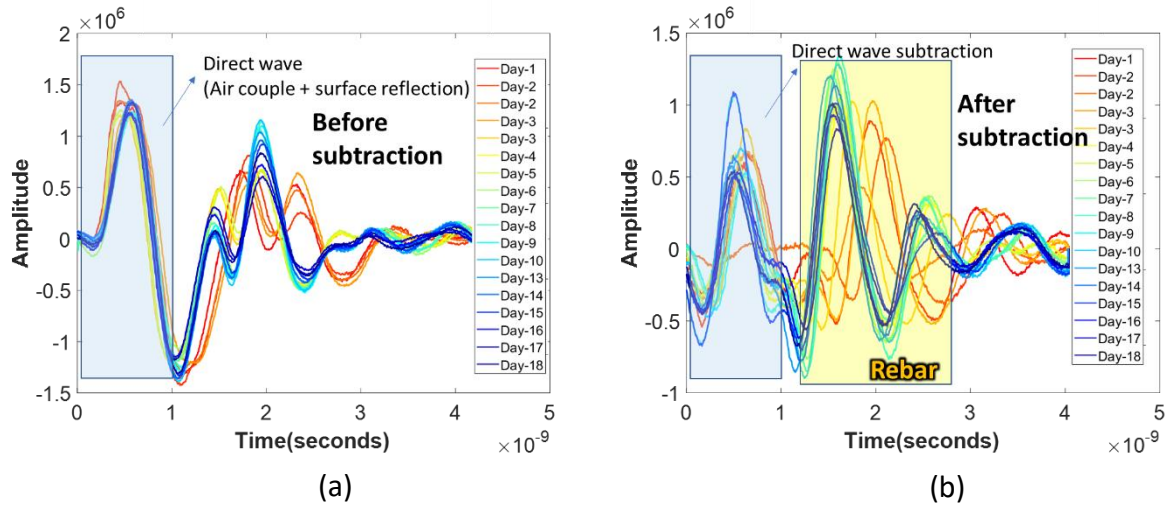 ×10⁶
2
1.5
1
0.5
0
-0.5
-1
-1.5
Amplitude
0
1
2
3
4
5
Time(seconds)
×10⁻⁹
Direct wave
(Air couple + surface reflection)
Before
subtraction
Day-1
Day-2
Day-2
Day-3
Day-3
Day-4
Day-5
Day-6
Day-7
Day-8
Day-9
Day-10
Day-13
Day-14
Day-15
Day-16
Day-17
Day-18
(a)
×10⁶
1.5
1
0.5
0
-0.5
-1
Amplitude
0
1
2
3
4
5
Time(seconds)
×10⁻⁹
Direct wave subtraction
After
subtraction
Rebar
Day-1
Day-2
Day-2
Day-3
Day-3
Day-4
Day-5
Day-6
Day-7
Day-8
Day-9
Day-10
Day-13
Day-14
Day-15
Day-16
Day-17
Day-18
(b)